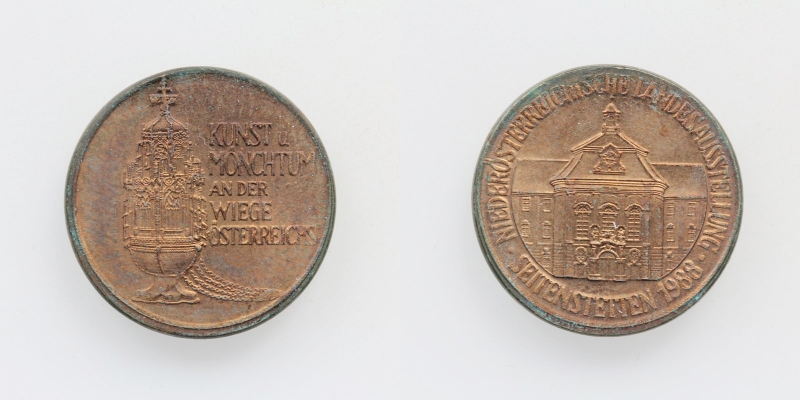 KUNST U.
MÖNCHTUM
AN DER
WIEGE
ÖSTERREICHS
NIEDERÖSTERREICHISCHE LANDESAUSSTELLUNG
· SEITENSTETTEN 1988 ·